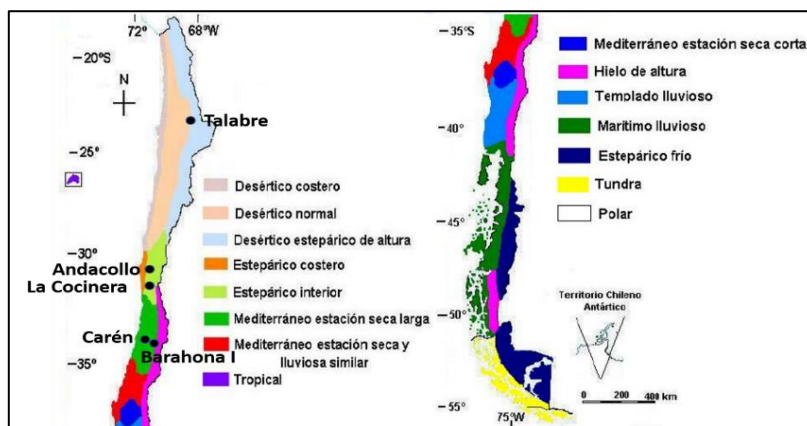 72° 68°W
−20°S
N
Talabre
−25°
−30°
Andacollo
La Cocinera
Carén
Barahona I
−35°
Desértico costero
Desértico normal
Desértico estepárico de altura
Estepárico costero
Estepárico interior
Mediterráneo estación seca larga
Mediterráneo estación seca y
lluviosa similar
Tropical
−35°S
−40°
−45°
−50°
−55°
75°W
Mediterráneo estación seca corta
Hielo de altura
Templado lluvioso
Marítimo lluvioso
Estepárico frío
Tundra
Polar
Territorio Chileno
Antártico
0 200 400 km